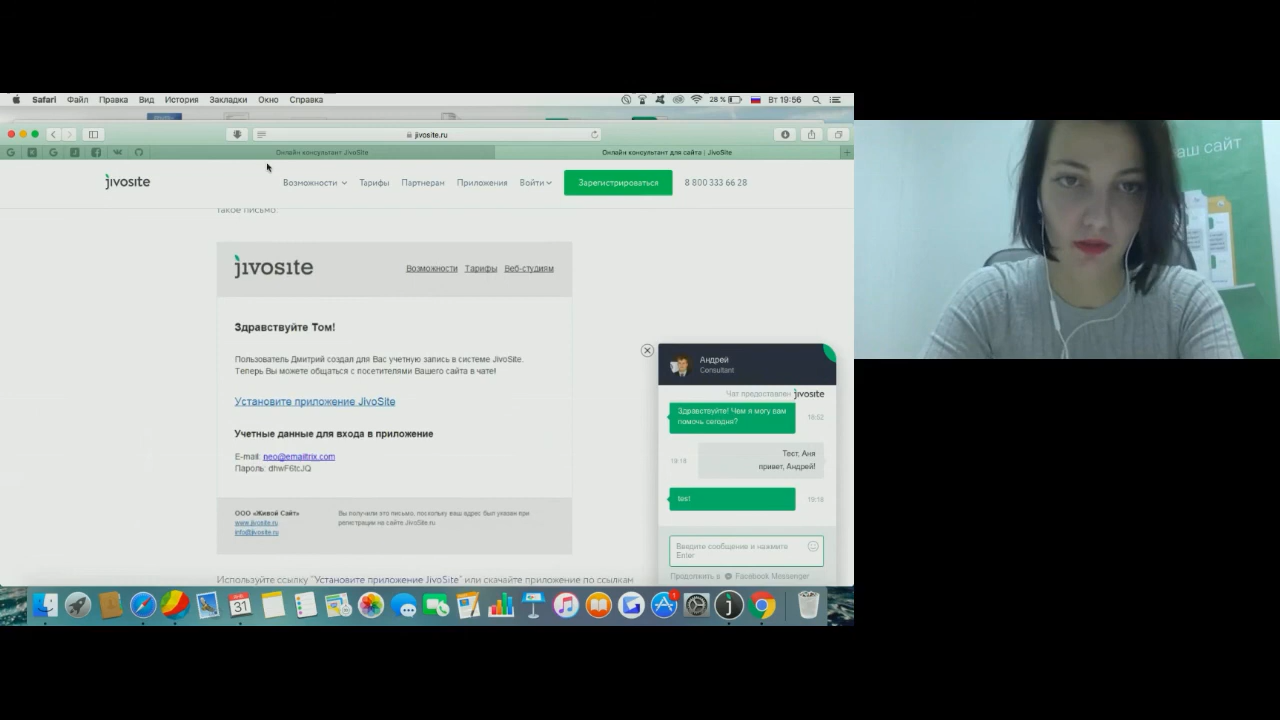 Safari Файл Правка Вид История Закладки Окно Справка
28 % Вт 19:56
jivosite.ru
Онлайн консультант JivoSite
Онлайн консультант для сайта | JivoSite
jivosite Возможности Тарифы Партнерам Приложения Войти Зарегистрироваться 8 800 333 66 28
такое письмо:
jivosite Возможности Тарифы Веб-студиям
Здравствуйте Том!
Пользователь Дмитрий создал для Вас учетную запись в системе JivoSite.
Теперь Вы можете общаться с посетителями Вашего сайта в чате!
Установите приложение JivoSite
Учетные данные для входа в приложение
E-mail: neo@emailtrix.com
Пароль: dhwF6tcJQ
ООО «Живой Сайт»
www.jivosite.ru
info@jivosite.ru
Вы получили это письмо, поскольку ваш адрес был указан при
регистрации на сайте JivoSite.ru
Используйте ссылку "Установите приложение JivoSite" или скачайте приложение по ссылкам
Андрей
Consultant
Чат предоставлен jivosite
Здравствуйте! Чем я могу вам
помочь сегодня?
Тест, Аня
19:18
привет, Андрей!
test
19:18
Введите сообщение и нажмите
Enter
Продолжить в Facebook Messenger
31
1
аш сайт